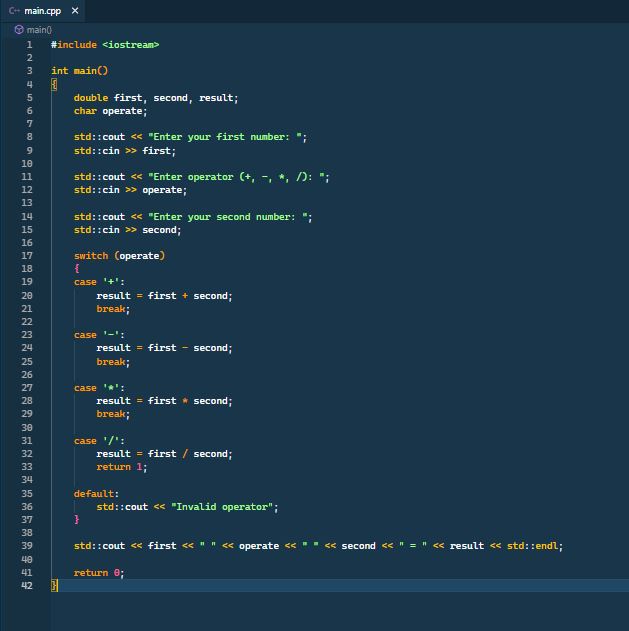 C++ main.cpp ×
main()
1 #include <iostream>
2
3 int main()
4 {
5     double first, second, result;
6     char operate;
7
8     std::cout << "Enter your first number: ";
9     std::cin >> first;
10
11     std::cout << "Enter operator (+, -, *, /): ";
12     std::cin >> operate;
13
14     std::cout << "Enter your second number: ";
15     std::cin >> second;
16
17     switch (operate)
18     {
19     case '+':
20         result = first + second;
21         break;
22
23     case '-':
24         result = first - second;
25         break;
26
27     case '*':
28         result = first * second;
29         break;
30
31     case '/':
32         result = first / second;
33         return 1;
34
35     default:
36         std::cout << "Invalid operator";
37     }
38
39     std::cout << first << " " << operate << " " << second << " = " << result << std::endl;
40
41     return 0;
42 }